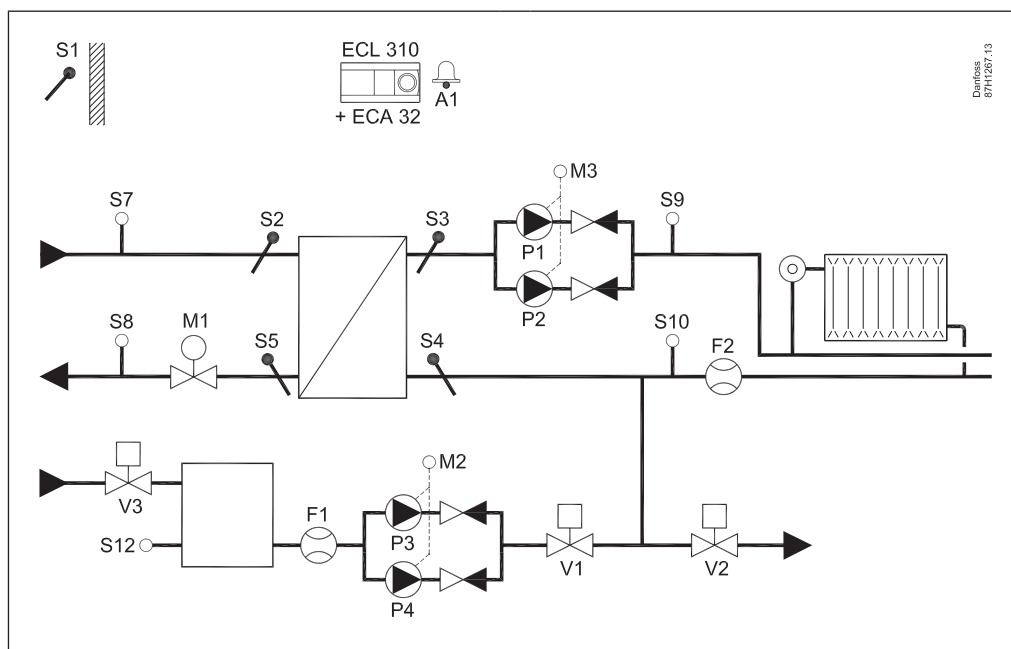 S1
ECL 310
A1
+ ECA 32
Danfoss
87H1267.13
M3
S7
S2
S3
S9
P1
P2
S8
M1
S5
S4
S10
F2
M2
V3
F1
P3
S12
V1
V2
P4